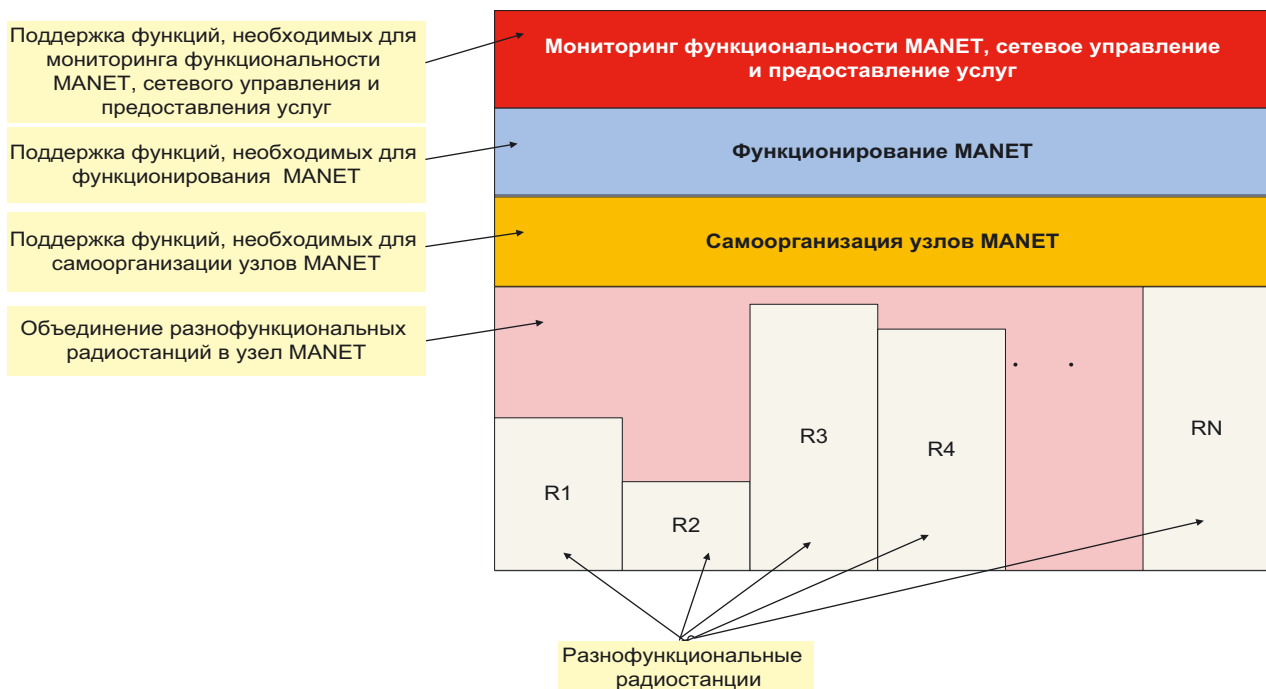 Поддержка функций, необходимых для
мониторинга функциональности
MANET, сетевого управления и
предоставления услуг
Мониторинг функциональности MANET, сетевое управление
и предоставление услуг
Поддержка функций, необходимых для
функционирования MANET
Функционирование MANET
Поддержка функций, необходимых для
самоорганизации узлов MANET
Самоорганизация узлов MANET
Объединение разнофункциональных
радиостанций в узел MANET
R1
R2
R3
R4
. .
RN
Разнофункциональные
радиостанции